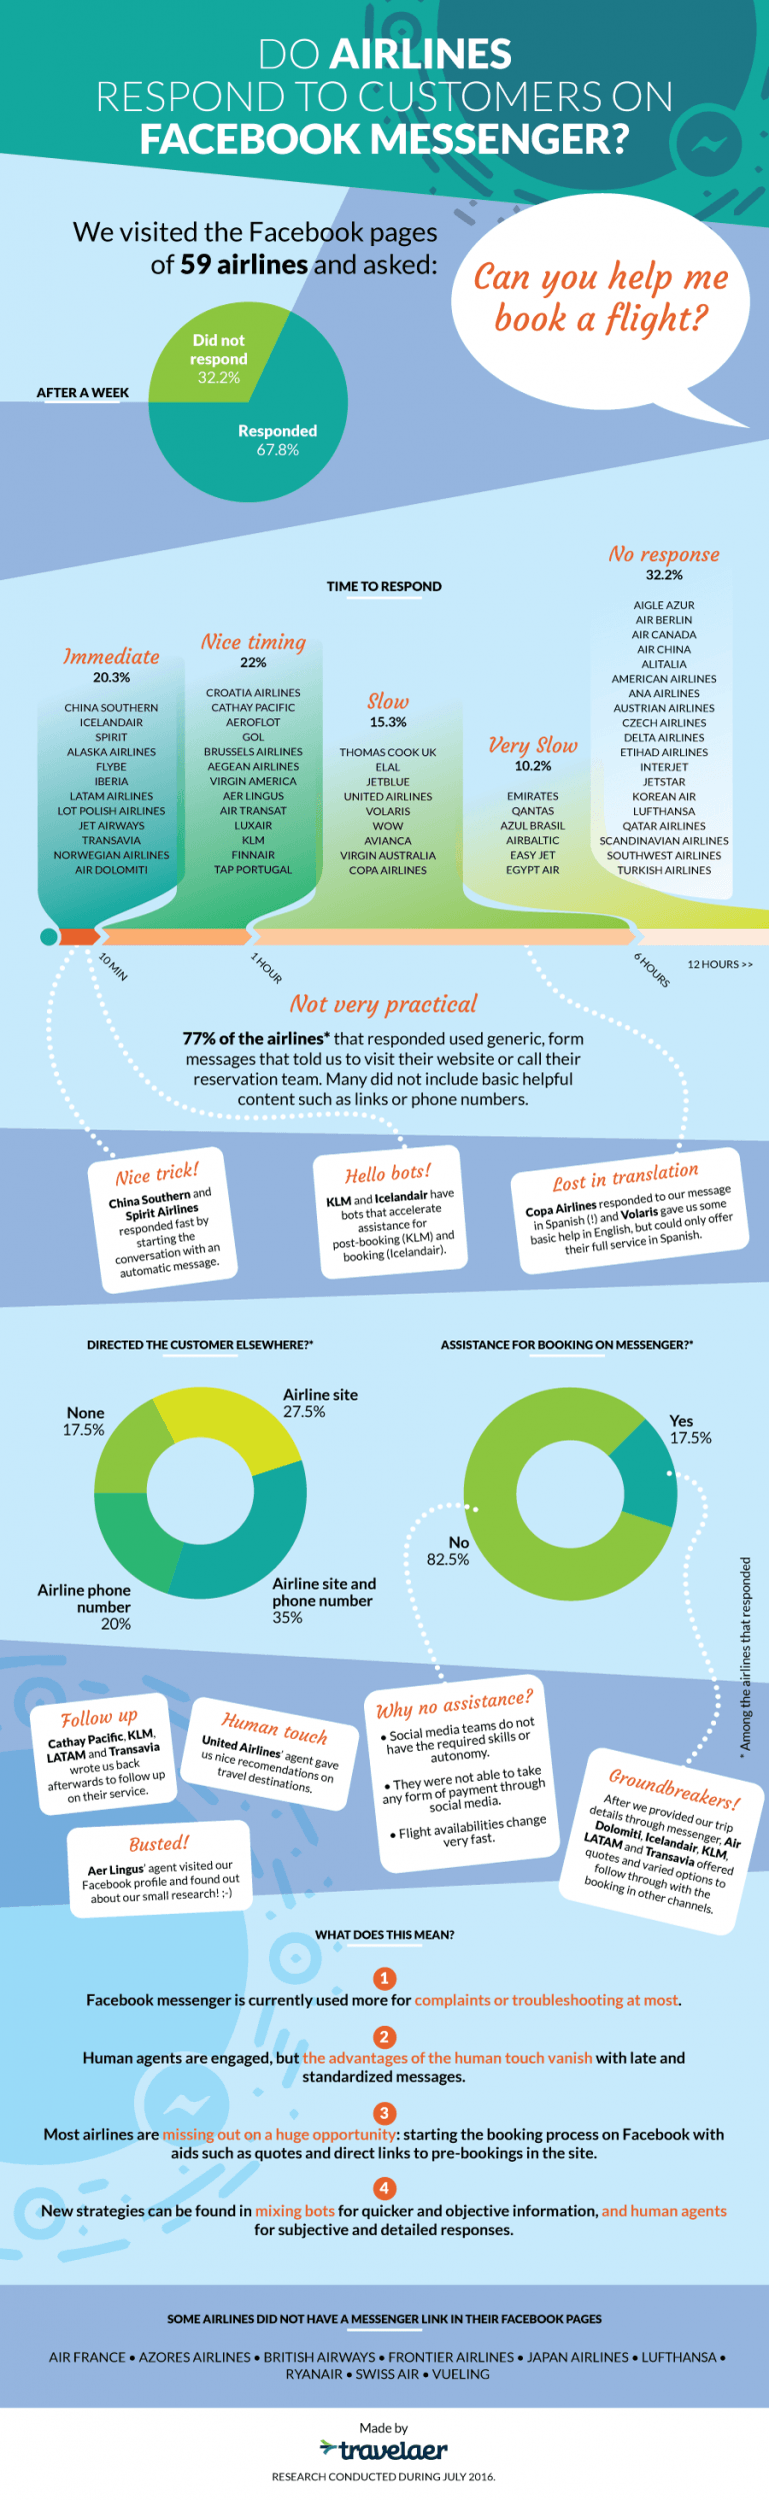 DO AIRLINES
RESPOND TO CUSTOMERS ON
FACEBOOK MESSENGER?
We visited the Facebook pages
of 59 airlines and asked:
Can you help me
book a flight?
AFTER A WEEK
Did not
respond
32.2%
Responded
67.8%
TIME TO RESPOND
Immediate
20.3%
CHINA SOUTHERN
ICELANDAIR
SPIRIT
ALASKA AIRLINES
FLYBE
IBERIA
LATAM AIRLINES
LOT POLISH AIRLINES
JET AIRWAYS
TRANSAVIA
NORWEGIAN AIRLINES
AIR DOLOMITI
Nice timing
22%
CROATIA AIRLINES
CATHAY PACIFIC
AEROFLOT
GOL
BRUSSELS AIRLINES
AEGEAN AIRLINES
VIRGIN AMERICA
AER LINGUS
AIR TRANSAT
LUXAIR
KLM
FINNAIR
TAP PORTUGAL
Slow
15.3%
THOMAS COOK UK
ELAL
JETBLUE
UNITED AIRLINES
VOLARIS
WOW
AVIANCA
VIRGIN AUSTRALIA
COPA AIRLINES
Very Slow
10.2%
EMIRATES
QANTAS
AZUL BRASIL
AIRBALTIC
EASY JET
EGYPT AIR
No response
32.2%
AIGLE AZUR
AIR BERLIN
AIR CANADA
AIR CHINA
ALITALIA
AMERICAN AIRLINES
ANA AIRLINES
AUSTRIAN AIRLINES
CZECH AIRLINES
DELTA AIRLINES
ETIHAD AIRLINES
INTERJET
JETSTAR
KOREAN AIR
LUFTHANSA
QATAR AIRLINES
SCANDINAVIAN AIRLINES
SOUTHWEST AIRLINES
TURKISH AIRLINES
10 MIN
1 HOUR
6 HOURS
12 HOURS >>
Not very practical
77% of the airlines* that responded used generic, form
messages that told us to visit their website or call their
reservation team. Many did not include basic helpful
content such as links or phone numbers.
Nice trick!
China Southern and
Spirit Airlines
responded fast by
starting the
conversation with an
automatic message.
Hello bots!
KLM and Icelandair have
bots that accelerate
assistance for
post-booking (KLM) and
booking (Icelandair).
Lost in translation
Copa Airlines responded to our message
in Spanish (!) and Volaris gave us some
basic help in English, but could only offer
their full service in Spanish.
DIRECTED THE CUSTOMER ELSEWHERE?*
None
17.5%
Airline site
27.5%
Airline phone
number
20%
Airline site and
phone number
35%
ASSISTANCE FOR BOOKING ON MESSENGER?*
Yes
17.5%
No
82.5%
* Among the airlines that responded
Follow up
Cathay Pacific, KLM,
LATAM and Transavia
wrote us back
afterwards to follow up
on their service.
Human touch
United Airlines' agent gave
us nice recomendations on
travel destinations.
Busted!
Aer Lingus' agent visited our
Facebook profile and found out
about our small research! ;-)
Why no assistance?
• Social media teams do not
have the required skills or
autonomy.
• They were not able to take
any form of payment through
social media.
• Flight availabilities change
very fast.
Groundbreakers!
After we provided our trip
details through messenger, Air
Dolomiti, Icelandair, KLM,
LATAM and Transavia offered
quotes and varied options to
follow through with the
booking in other channels.
WHAT DOES THIS MEAN?
1
Facebook messenger is currently used more for complaints or troubleshooting at most.
2
Human agents are engaged, but the advantages of the human touch vanish with late and
standardized messages.
3
Most airlines are missing out on a huge opportunity: starting the booking process on Facebook with
aids such as quotes and direct links to pre-bookings in the site.
4
New strategies can be found in mixing bots for quicker and objective information, and human agents
for subjective and detailed responses.
SOME AIRLINES DID NOT HAVE A MESSENGER LINK IN THEIR FACEBOOK PAGES
AIR FRANCE • AZORES AIRLINES • BRITISH AIRWAYS • FRONTIER AIRLINES • JAPAN AIRLINES • LUFTHANSA •
RYANAIR • SWISS AIR • VUELING
Made by
travelaer
RESEARCH CONDUCTED DURING JULY 2016.